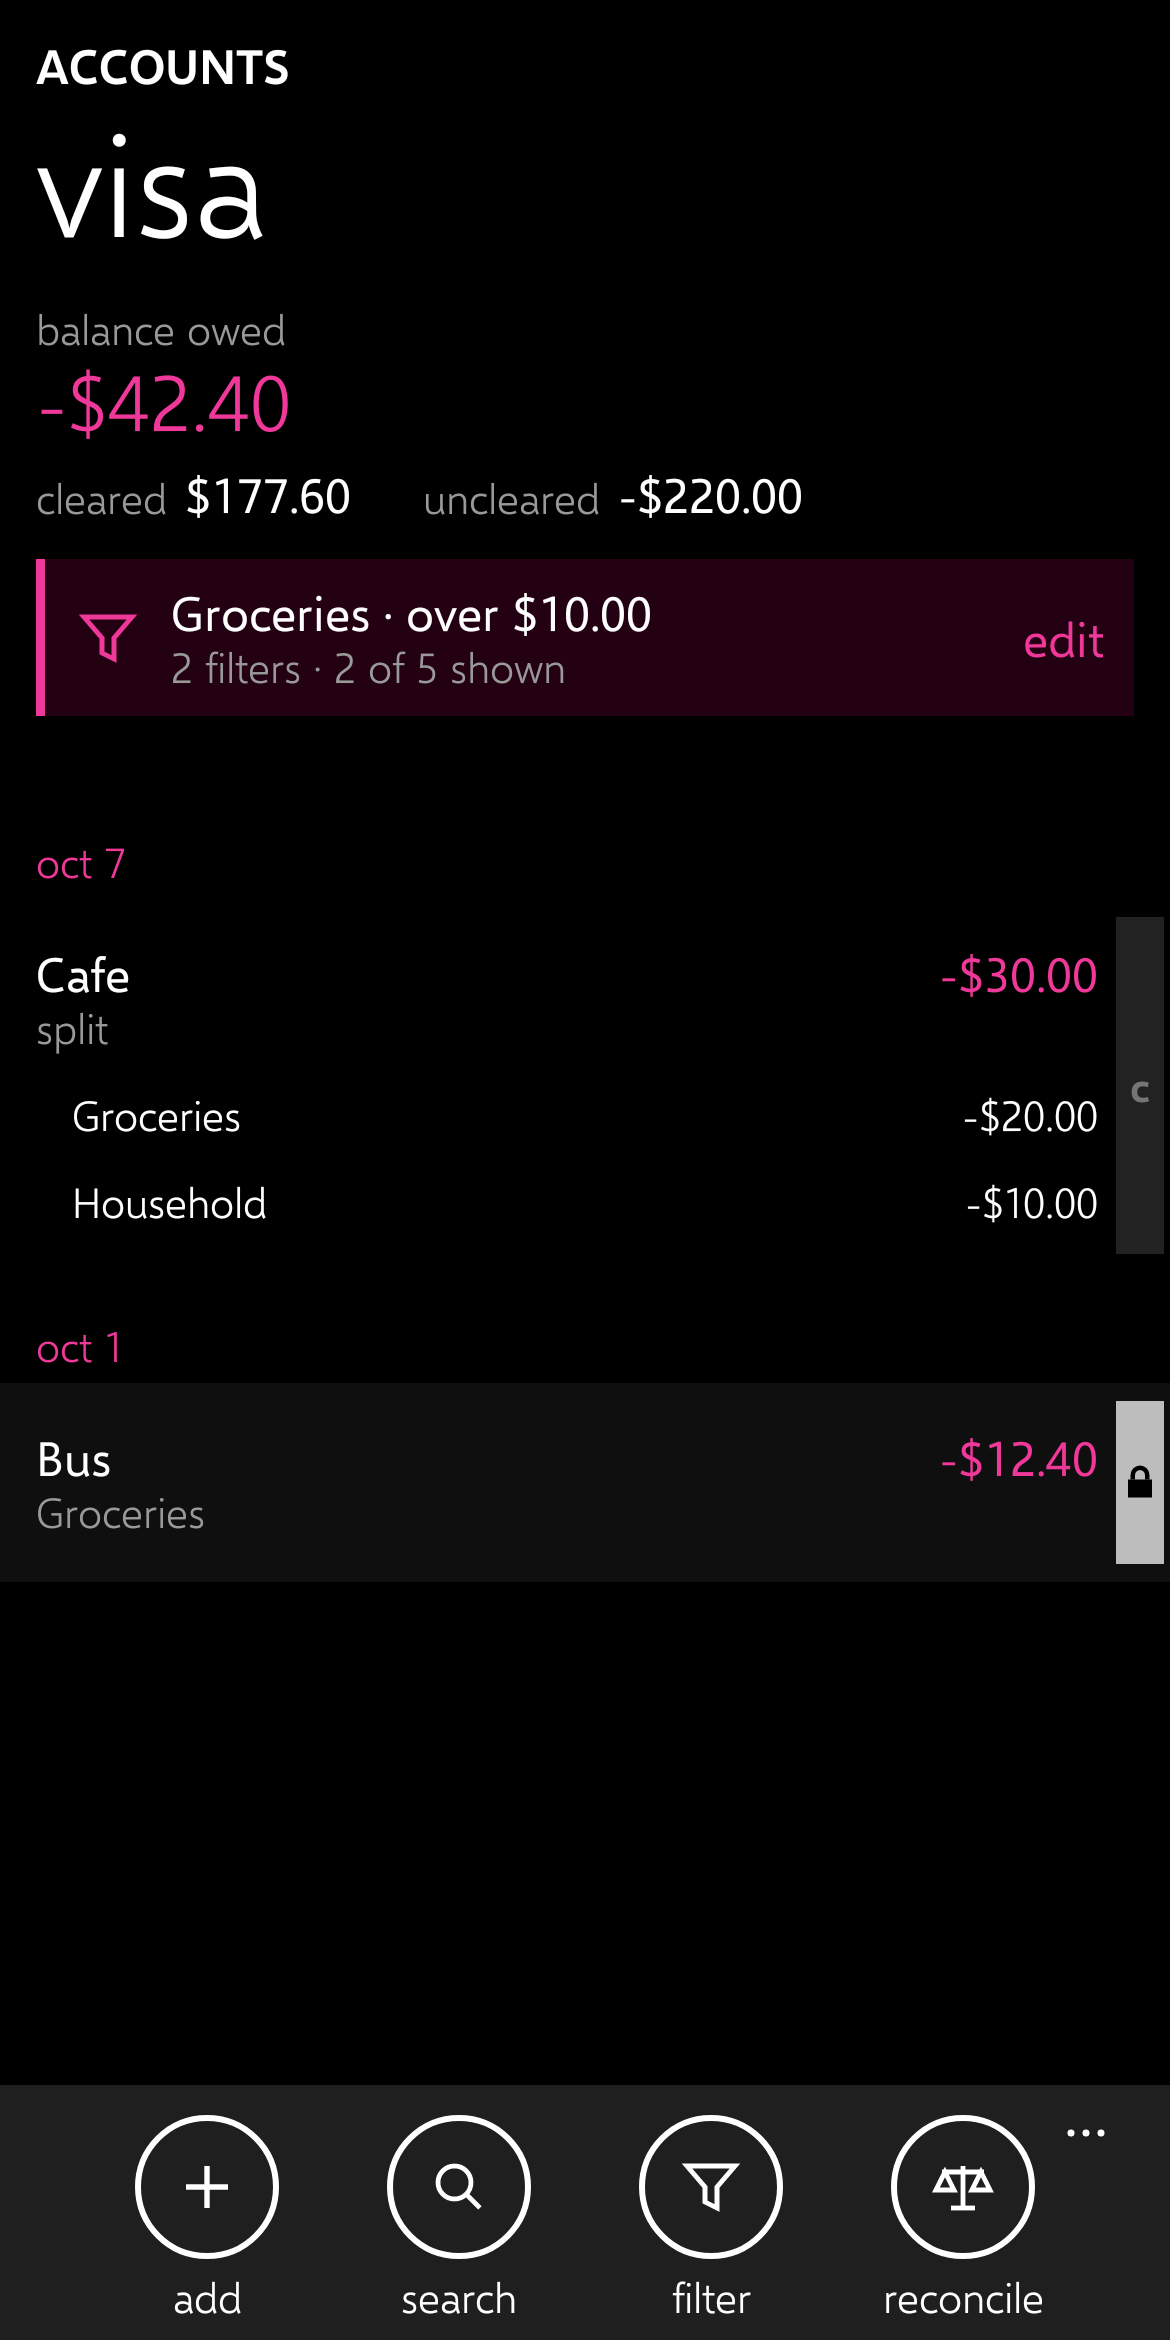 ACCOUNTS
visa
balance owed
-$42.40
cleared $177.60 uncleared -$220.00
Groceries · over $10.00
2 filters · 2 of 5 shown
edit
oct 7
Cafe -$30.00
split
Groceries -$20.00
C
Household -$10.00
oct 1
Bus -$12.40
Groceries
add search filter reconcile